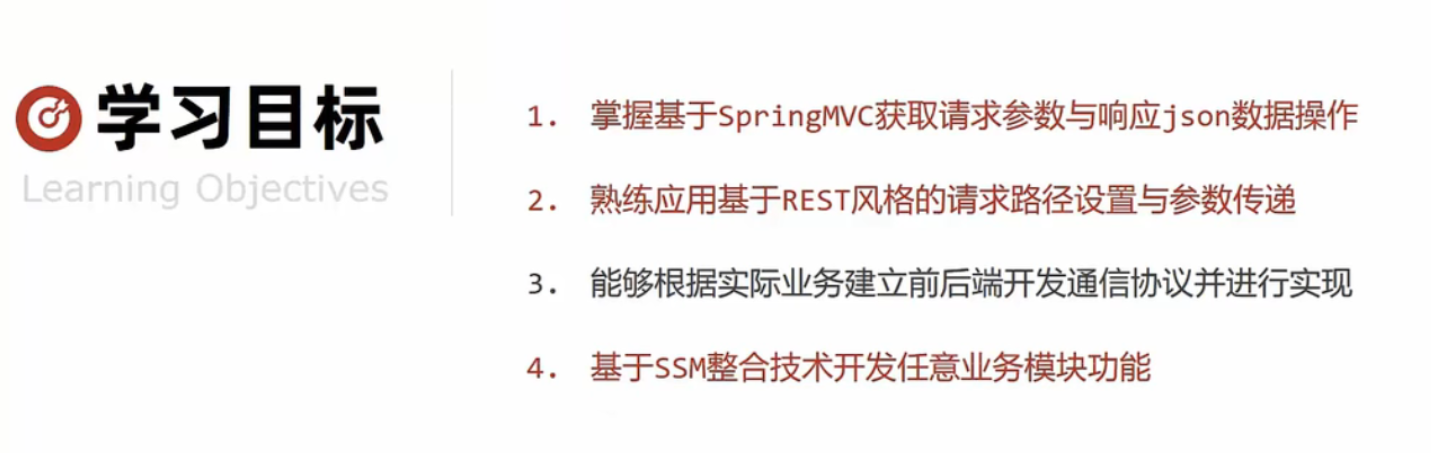 学习目标
Learning Objectives
1. 掌握基于SpringMVC获取请求参数与响应json数据操作
2. 熟练应用基于REST风格的请求路径设置与参数传递
3. 能够根据实际业务建立前后端开发通信协议并进行实现
4. 基于SSM整合技术开发任意业务模块功能